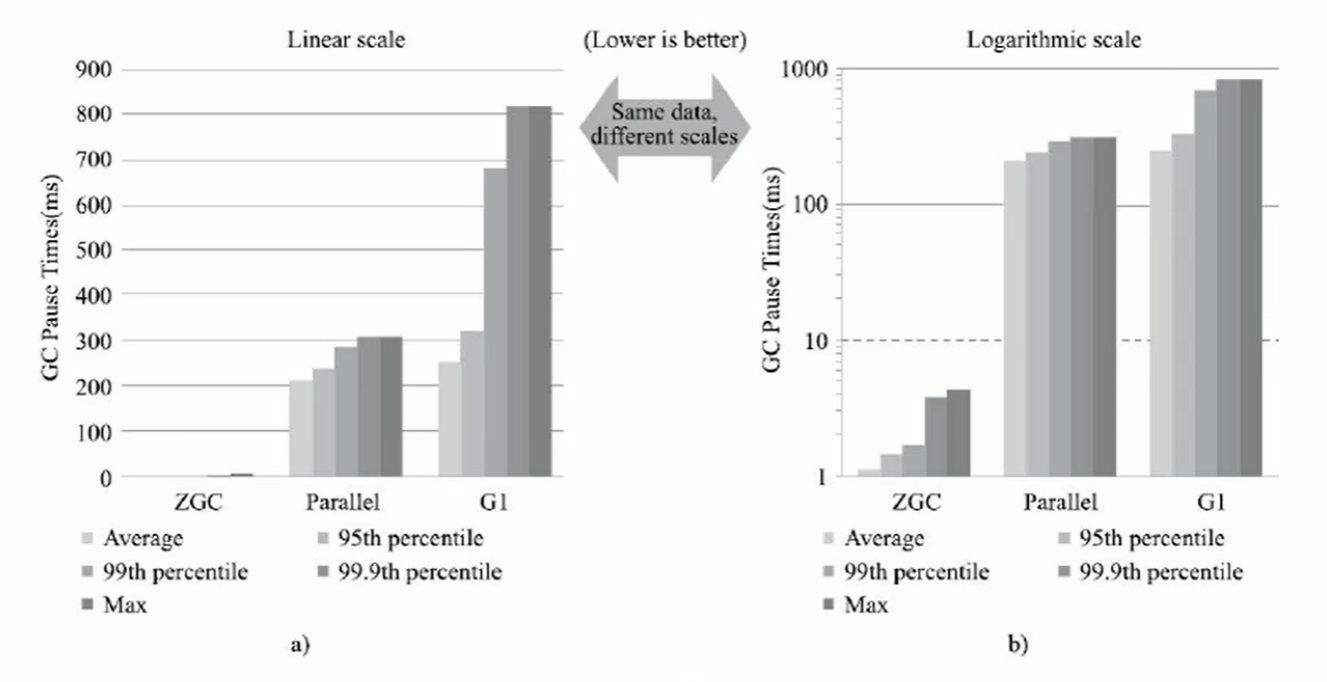 Linear scale
(Lower is better)
Logarithmic scale
900
800
700
600
500
400
300
200
100
0
GC Pause Times(ms)
ZGC
Parallel
G1
Average
95th percentile
99th percentile
99.9th percentile
Max
a)
Same data,
different scales
1000
100
10
1
GC Pause Times(ms)
ZGC
Parallel
G1
Average
95th percentile
99th percentile
99.9th percentile
Max
b)